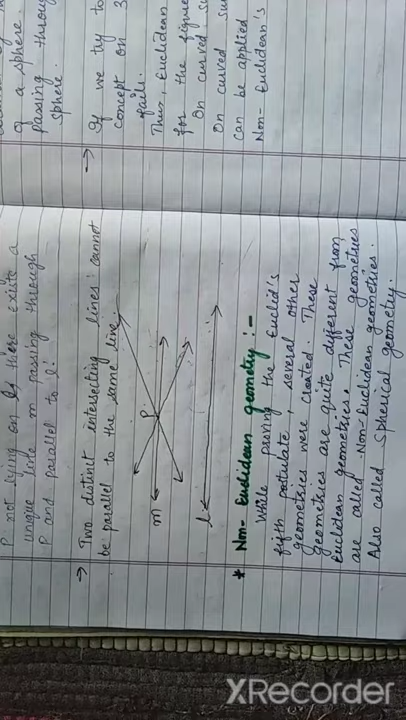 P not lying on l, there exists a
unique line m passing through
P and parallel to l.
→ Two distinct intersecting lines cannot
be parallel to the same line.
P
m
l
* Non-Euclidean geometry :-
While proving the Euclid's
fifth postulate, several other
geometries were created. These
geometries are quite different from
Euclidean geometries. These geometries
are called Non-Euclidean geometries.
Also called Spherical geometry.
of a sphere.
passing through
sphere.
→ If we try to
concept on 3
fail.
Thus, Euclidean
for the figure
On curved su
On curved sur
can be applied
Non-Euclidean's
XRecorder